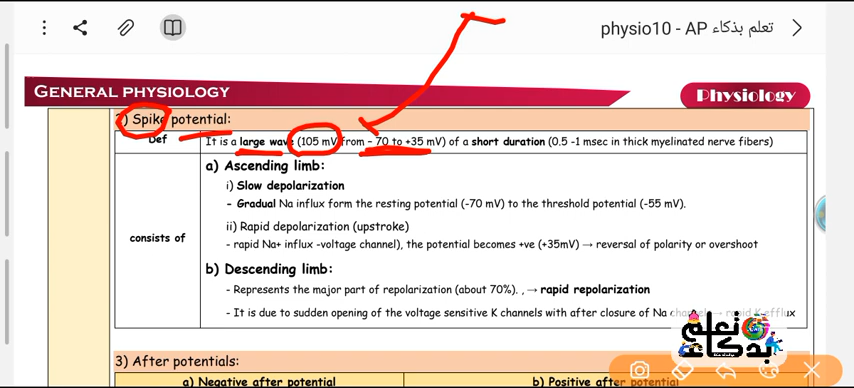 physio10 - AP تعلم بذكاء
GENERAL PHYSIOLOGY
Physiology
2) Spike potential:
Def
It is a large wave (105 mV from - 70 to +35 mV) of a short duration (0.5 -1 msec in thick myelinated nerve fibers)
consists of
a) Ascending limb:
i) Slow depolarization
- Gradual Na influx form the resting potential (-70 mV) to the threshold potential (-55 mV).
ii) Rapid depolarization (upstroke)
- rapid Na+ influx -voltage channel), the potential becomes +ve (+35mV) → reversal of polarity or overshoot
b) Descending limb:
- Represents the major part of repolarization (about 70%). , → rapid repolarization
- It is due to sudden opening of the voltage sensitive K channels with after closure of Na channels → rapid K efflux
تعلم
بذكاء
3) After potentials:
a) Negative after potential
b) Positive after potential